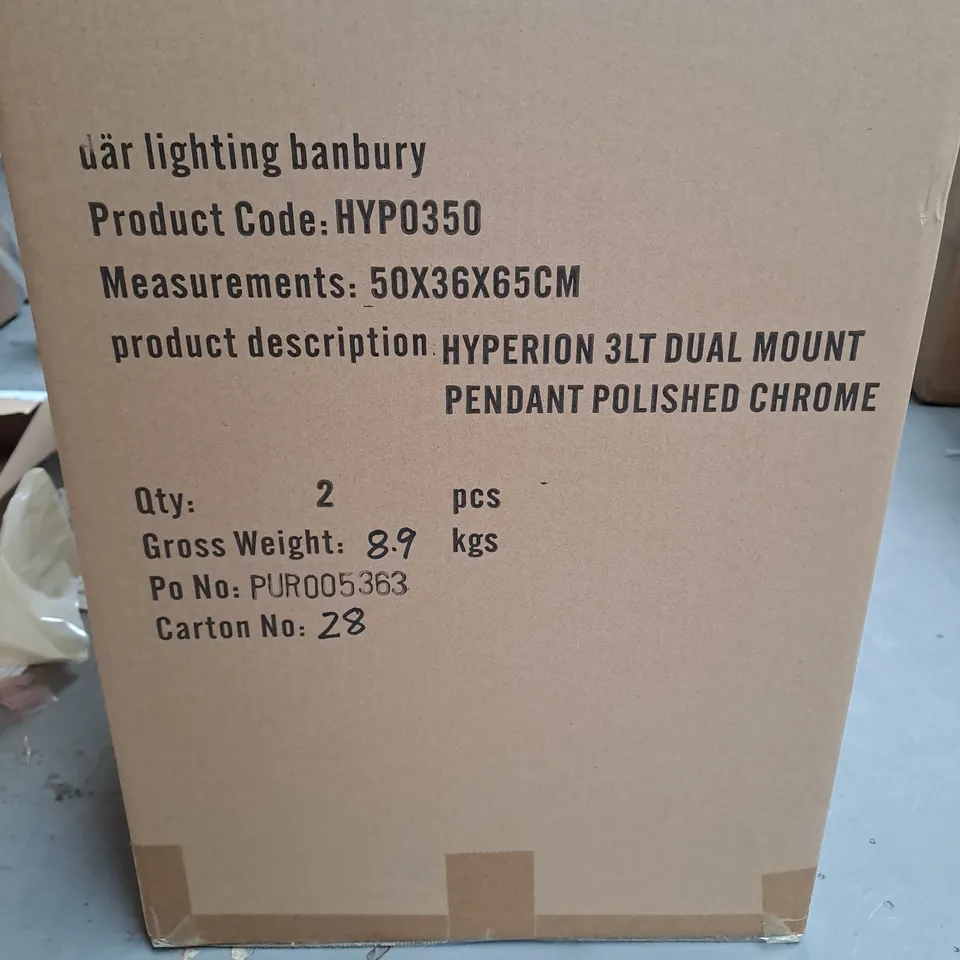 där lighting banbury
Product Code: HYP0350
Measurements: 50X36X65CM
product description: HYPERION 3LT DUAL MOUNT
PENDANT POLISHED CHROME
Qty: 2 pcs
Gross Weight: 8.9 kgs
Po No: PUR005363
Carton No: 28